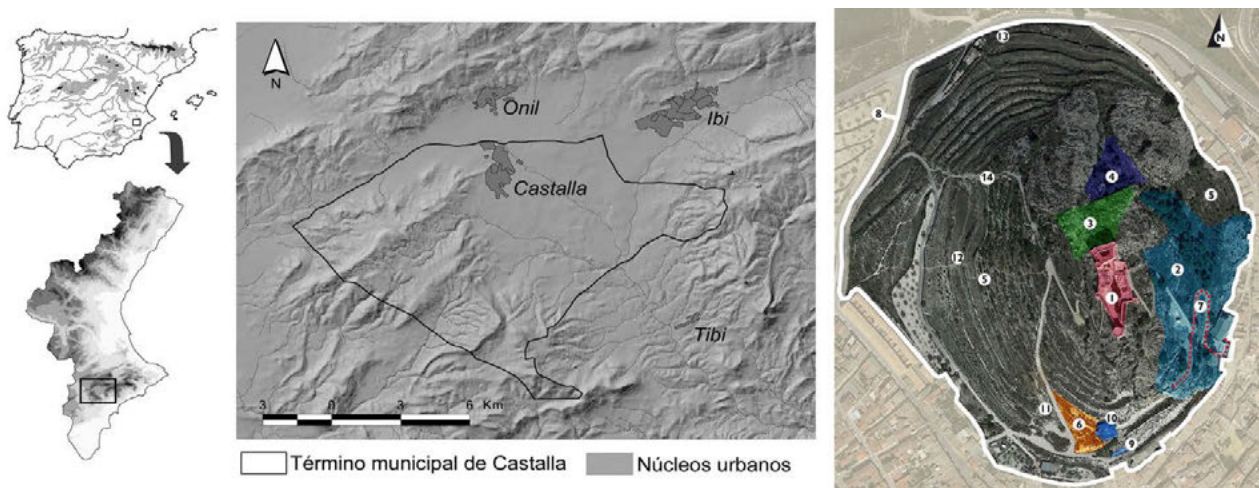 N
Onil
Ibi
Castalla
Tibi
3 0 3 6 Km
Término municipal de Castalla
Núcleos urbanos
N
13
8
4
14
5
3
12
5
2
1
7
11
6
10
9